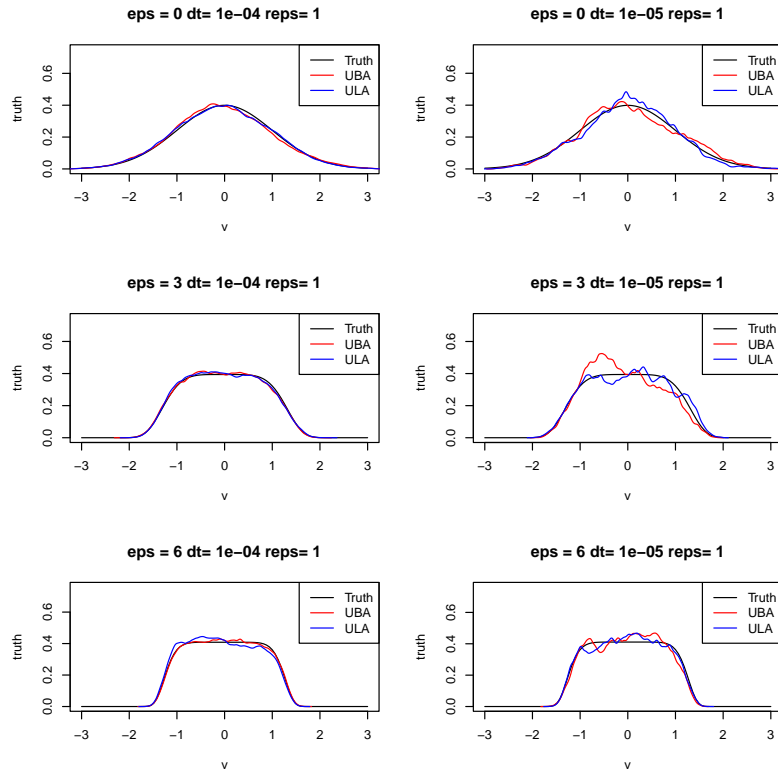 eps = 0 dt= 1e-04 reps= 1
truth
0.0 0.2 0.4 0.6
Truth
UBA
ULA
−3 −2 −1 0 1 2 3
v
eps = 0 dt= 1e-05 reps= 1
truth
0.0 0.2 0.4 0.6
Truth
UBA
ULA
−3 −2 −1 0 1 2 3
v
eps = 3 dt= 1e-04 reps= 1
truth
0.0 0.2 0.4 0.6
Truth
UBA
ULA
−3 −2 −1 0 1 2 3
v
eps = 3 dt= 1e-05 reps= 1
truth
0.0 0.2 0.4 0.6
Truth
UBA
ULA
−3 −2 −1 0 1 2 3
v
eps = 6 dt= 1e-04 reps= 1
truth
0.0 0.2 0.4 0.6
Truth
UBA
ULA
−3 −2 −1 0 1 2 3
v
eps = 6 dt= 1e-05 reps= 1
truth
0.0 0.2 0.4 0.6
Truth
UBA
ULA
−3 −2 −1 0 1 2 3
v